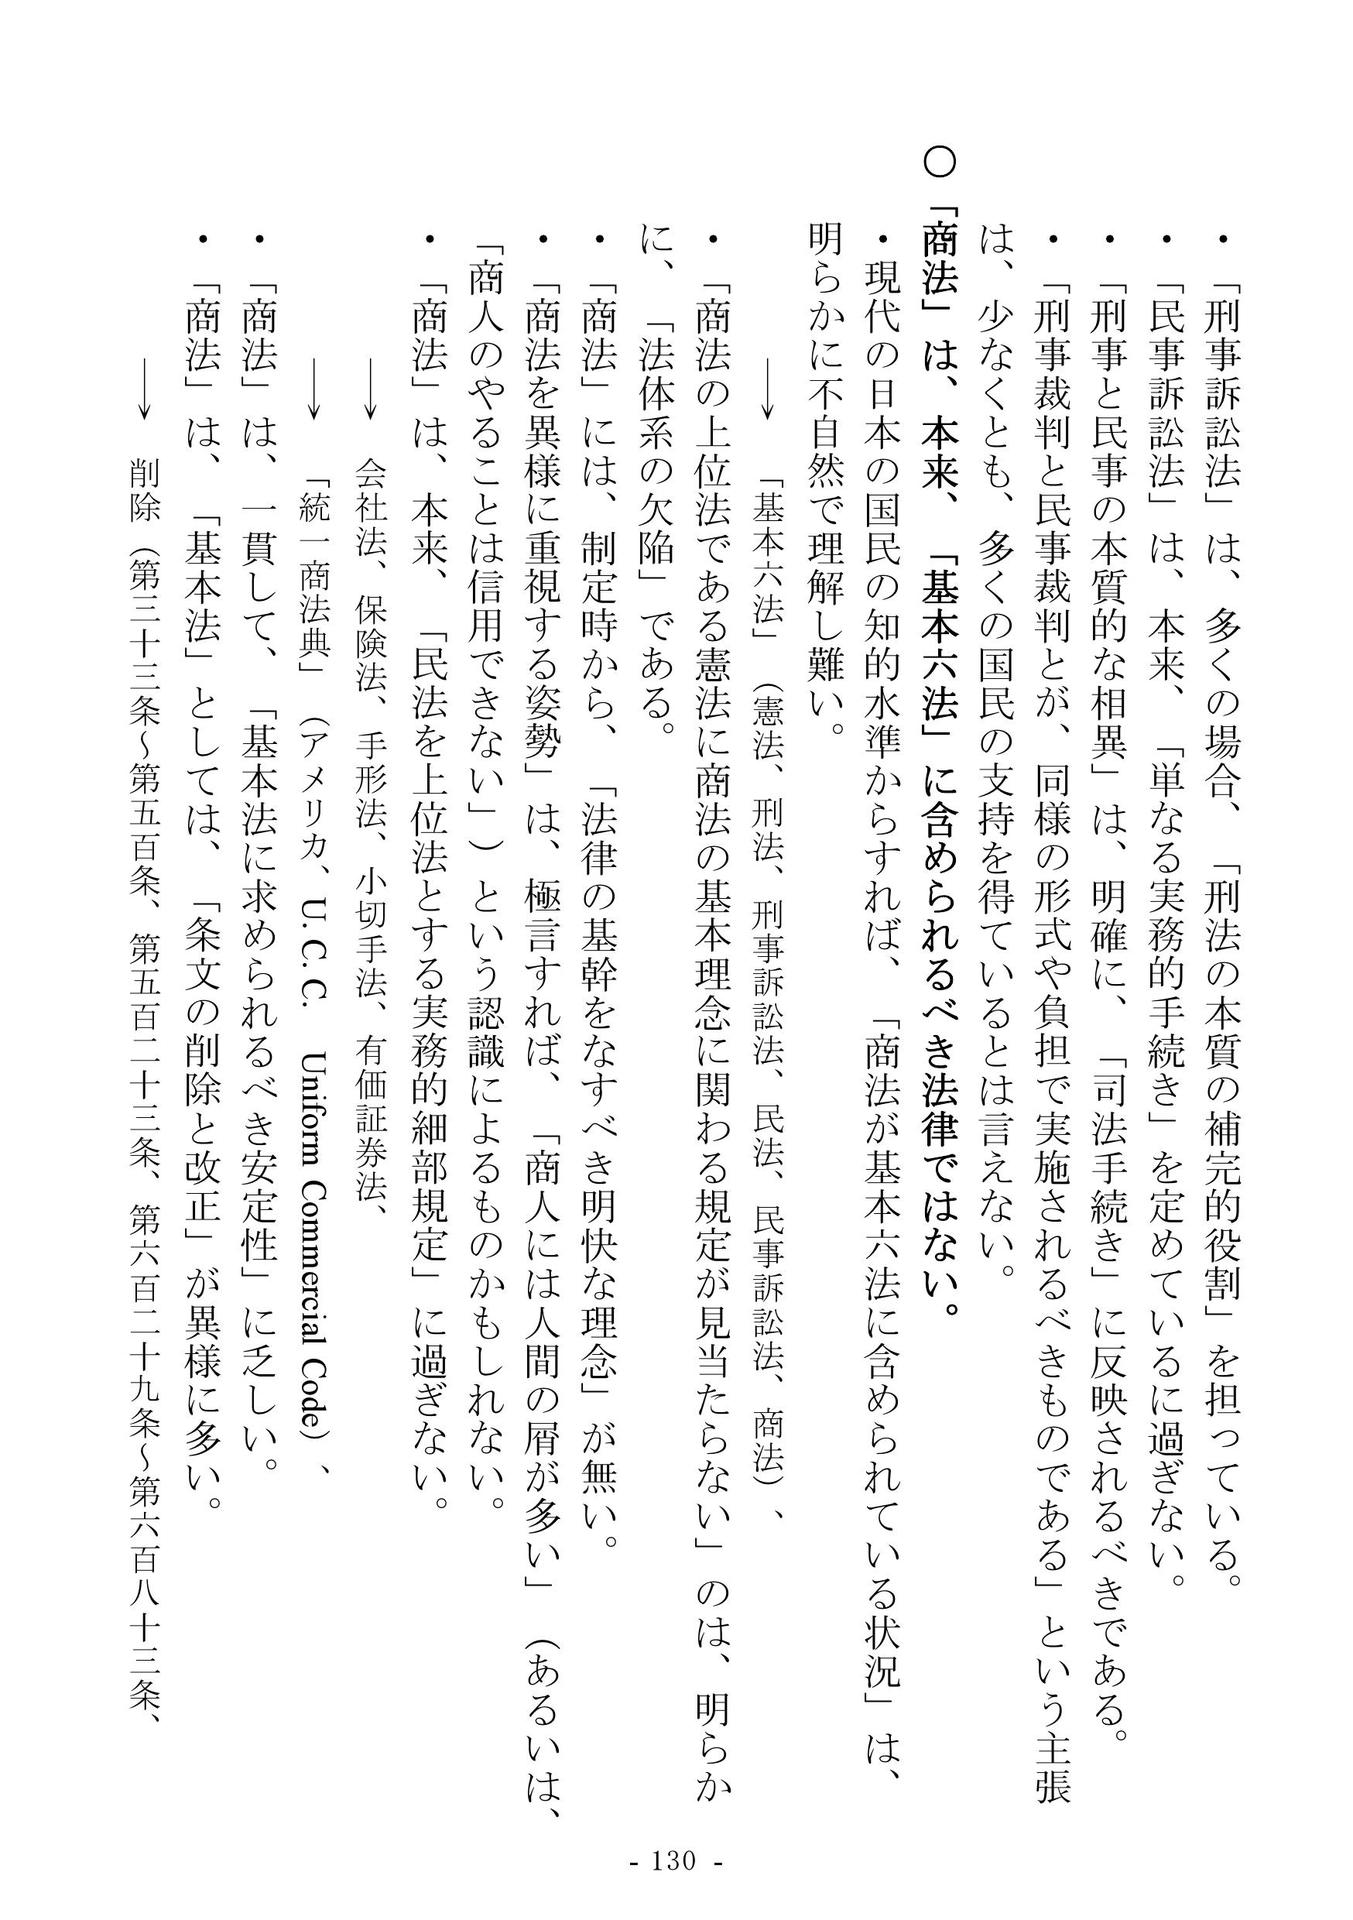 ・「刑事訴訟法」は、多くの場合、「刑法の本質の補完的役割」を担っている。
・「民事訴訟法」は、本来、「単なる実務的手続き」を定めているに過ぎない。
・「刑事と民事の本質的な相異」は、明確に、「司法手続き」に反映されるべきである。
・「刑事裁判と民事裁判とが、同様の形式や負担で実施されるべきものである」という主張
は、少なくとも、多くの国民の支持を得ているとは言えない。
〇「商法」は、本来、「基本六法」に含められるべき法律ではない。
・現代の日本の国民の知的水準からすれば、「商法が基本六法に含められている状況」は、
明らかに不自然で理解し難い。
→ 「基本六法」（憲法、刑法、刑事訴訟法、民法、民事訴訟法、商法）、
・「商法の上位法である憲法に商法の基本理念に関わる規定が見当たらない」のは、明らか
に、「法体系の欠陥」である。
・「商法」には、制定時から、「法律の基幹をなすべき明快な理念」が無い。
・「商法を異様に重視する姿勢」は、極言すれば、「商人には人間の屑が多い」（あるいは、
「商人のやることは信用できない」）という認識によるものかもしれない。
・「商法」は、本来、「民法を上位法とする実務的細部規定」に過ぎない。
→ 会社法、保険法、手形法、小切手法、有価証券法、
→ 「統一商法典」（アメリカ、U.C.C. Uniform Commercial Code）、
・「商法」は、一貫して、「基本法に求められるべき安定性」に乏しい。
・「商法」は、「基本法」としては、「条文の削除と改正」が異様に多い。
→ 削除（第三十三条～第五百条、第五百二十三条、第六百二十九条～第六百八十三条、
- 130 -